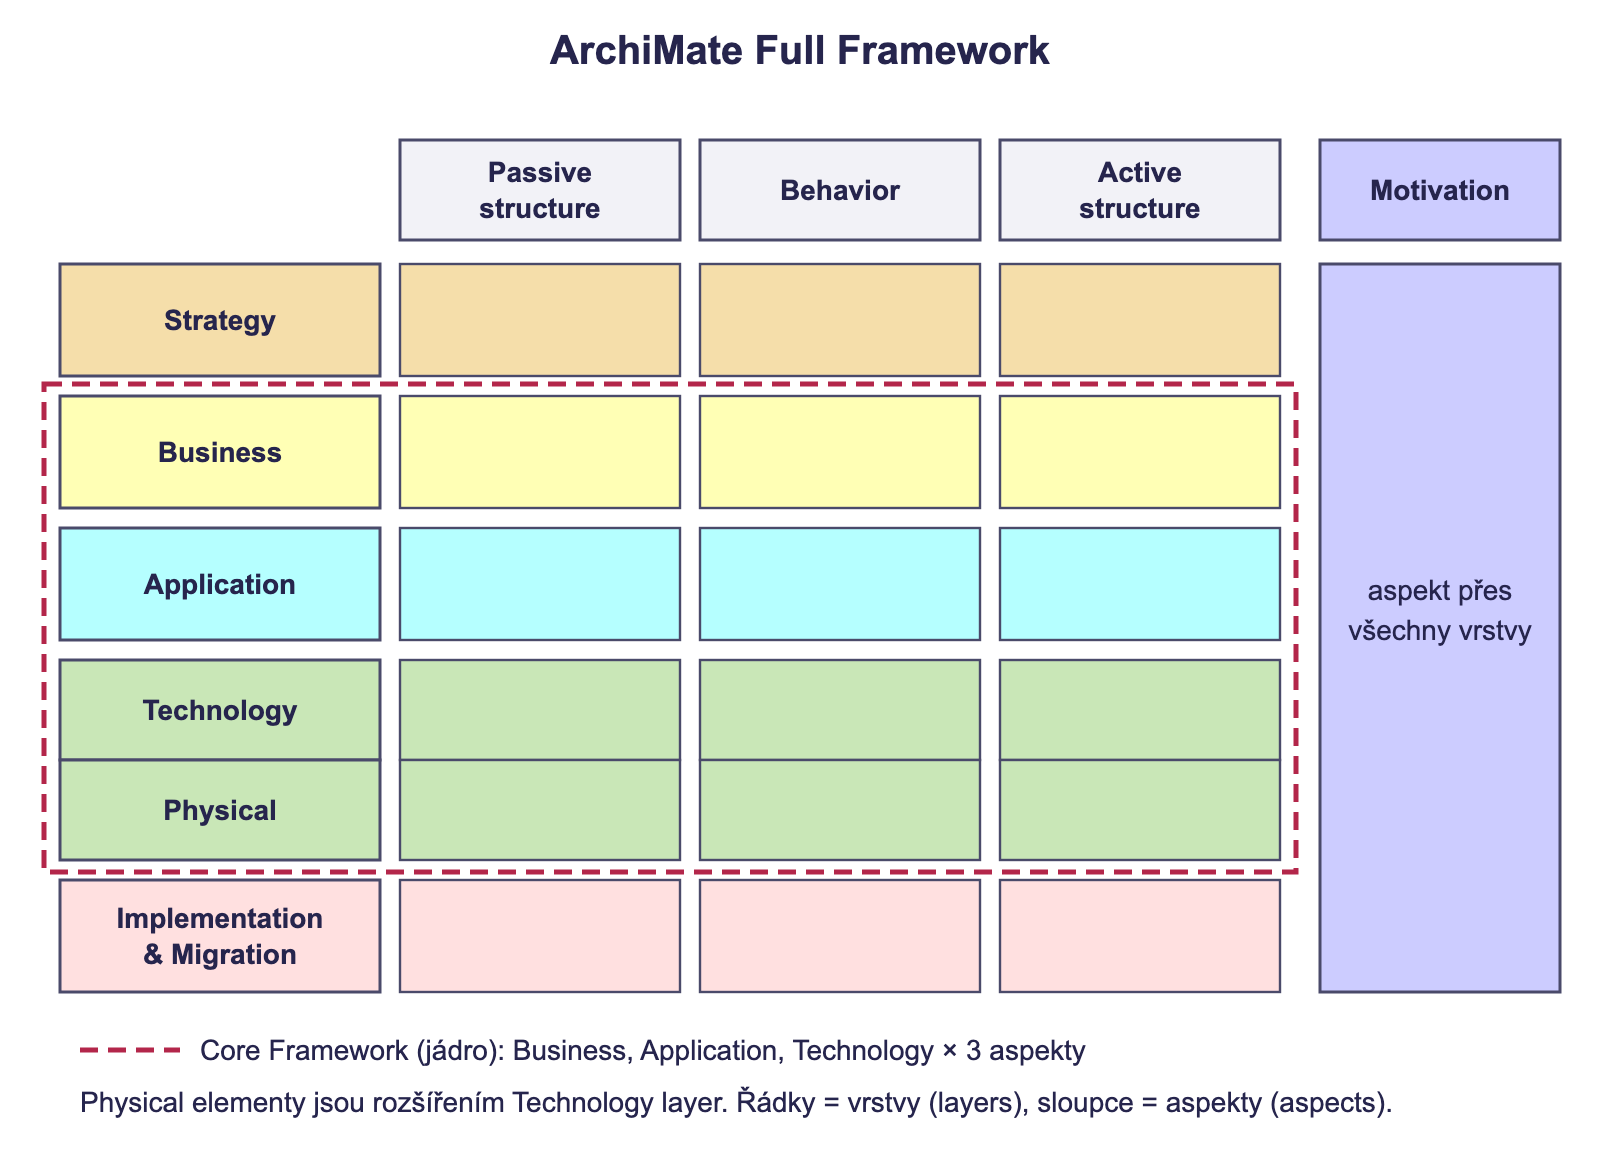 ArchiMate Full Framework
Passive
structure
Behavior
Active
structure
Motivation
Strategy
Business
Application
aspekt přes
všechny vrstvy
Technology
Physical
Implementation
& Migration
Core Framework (jádro): Business, Application, Technology × 3 aspekty
Physical elementy jsou rozšířením Technology layer. Řádky = vrstvy (layers), sloupce = aspekty (aspects).